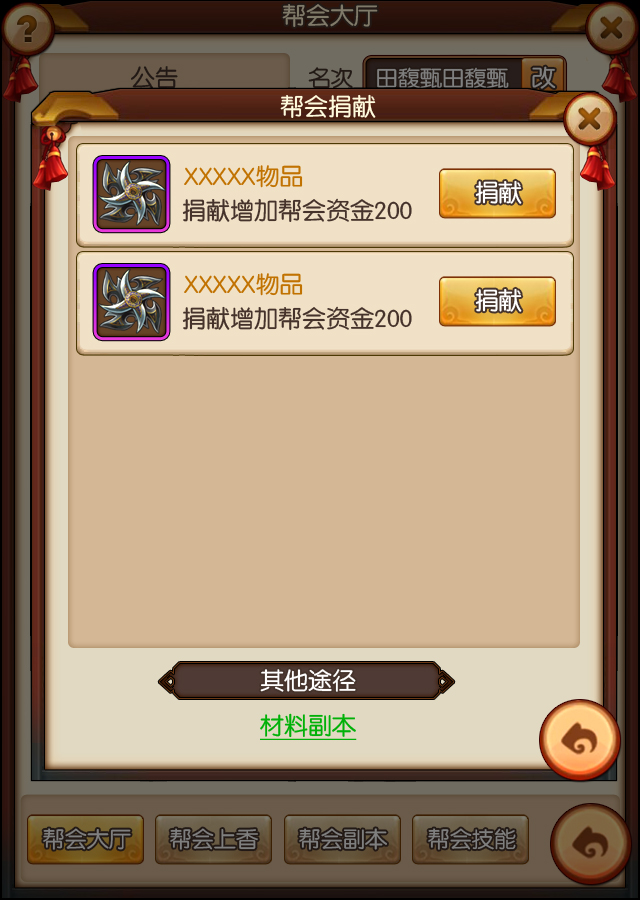 帮会大厅
公告
名次
田馥甄田馥甄
改
帮会捐献
XXXXX物品
捐献增加帮会资金200
捐献
XXXXX物品
捐献增加帮会资金200
捐献
其他途径
材料副本
帮会大厅
帮会上香
帮会副本
帮会技能